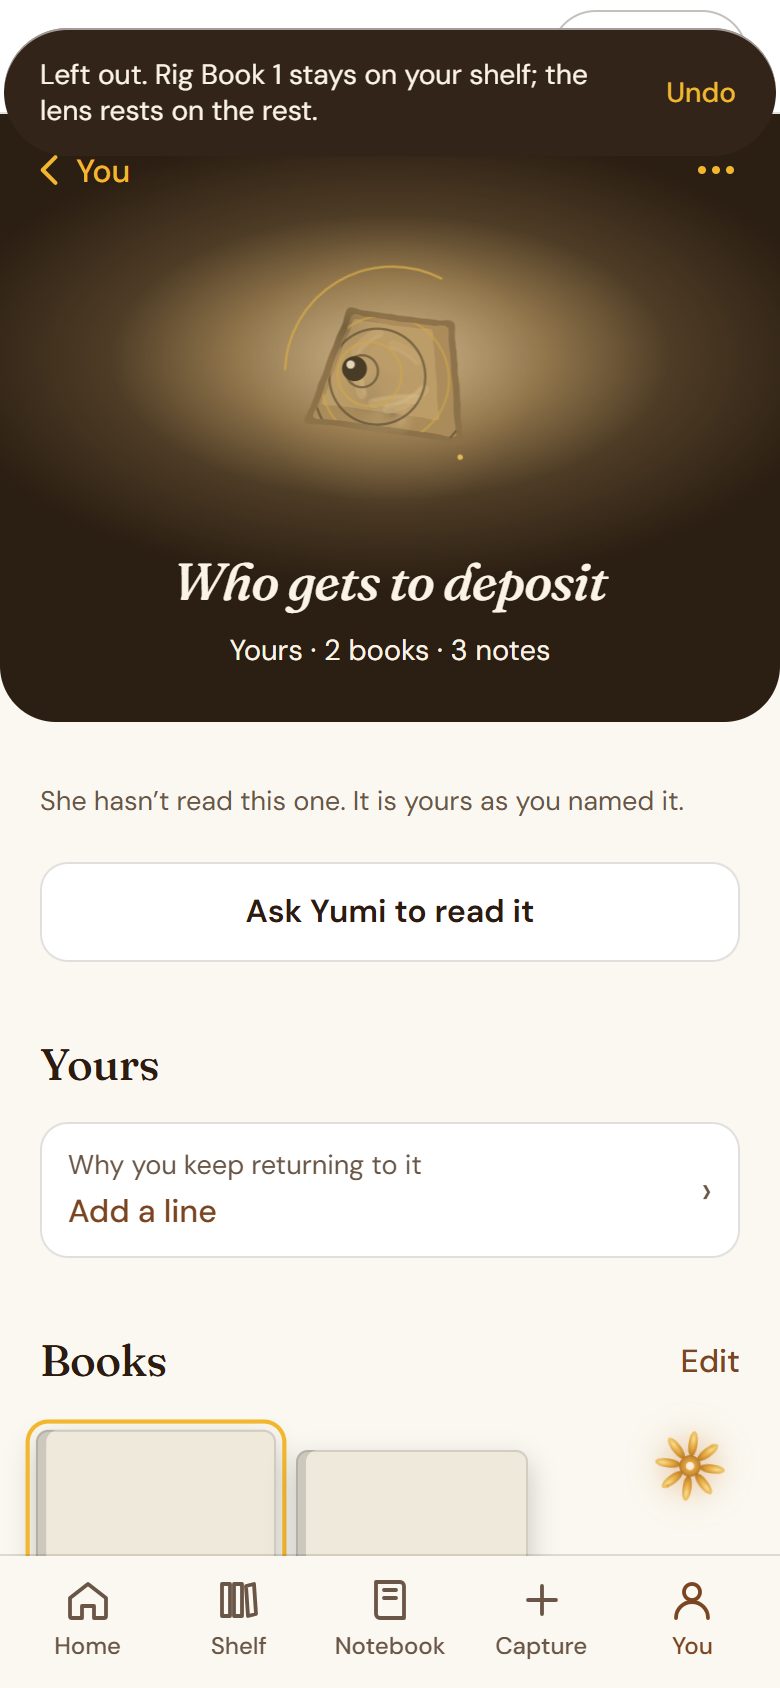 Left out. Rig Book 1 stays on your shelf; the
lens rests on the rest.
Undo
You
Who gets to deposit
Yours · 2 books · 3 notes
She hasn’t read this one. It is yours as you named it.
Ask Yumi to read it
Yours
Why you keep returning to it
Add a line
Books
Edit
Home
Shelf
Notebook
Capture
You